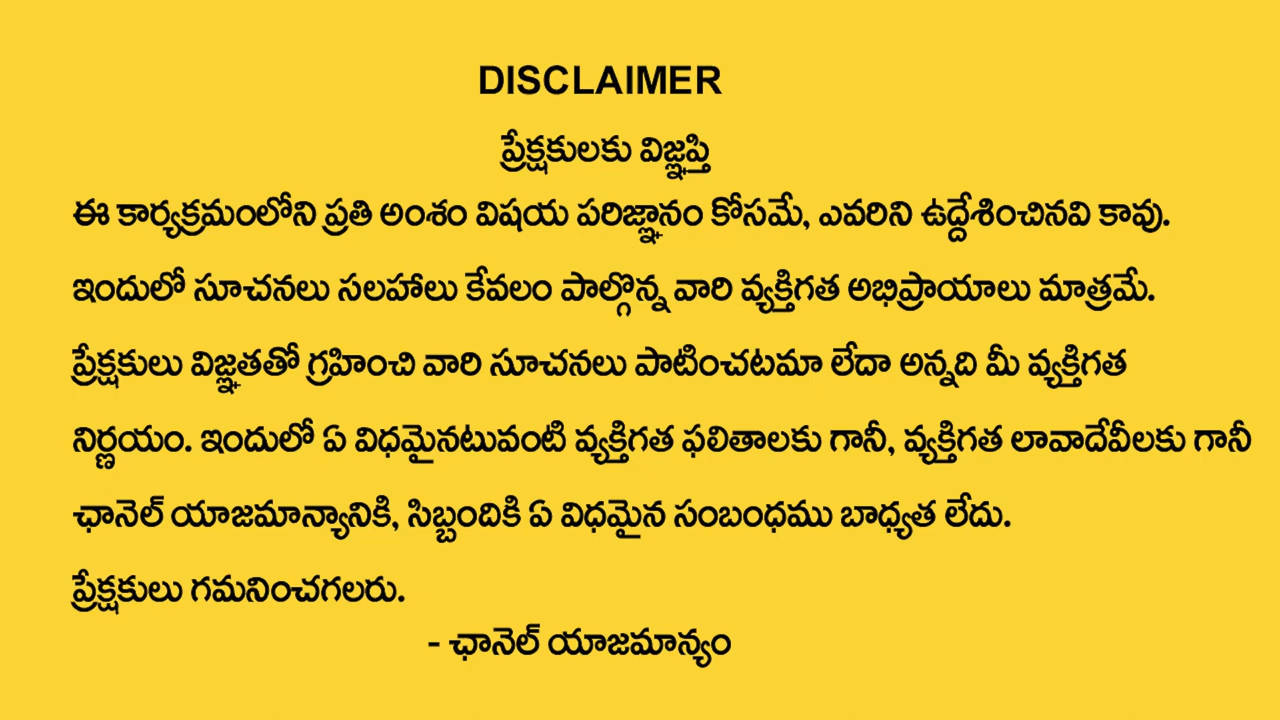 DISCLAIMER
ప్రేక్షకులకు విజ్ఞప్తి
ఈ కార్యక్రమంలోని ప్రతి అంశం విషయ పరిజ్ఞానం కోసమే, ఎవరిని ఉద్దేశించినవి కావు.
ఇందులో సూచనలు సలహాలు కేవలం పాల్గొన్న వారి వ్యక్తిగత అభిప్రాయాలు మాత్రమే.
ప్రేక్షకులు విజ్ఞతతో గ్రహించి వారి సూచనలు పాటించటమా లేదా అన్నది మీ వ్యక్తిగత
నిర్ణయం. ఇందులో ఏ విధమైనటువంటి వ్యక్తిగత ఫలితాలకు గానీ, వ్యక్తిగత లావాదేవీలకు గానీ
ఛానెల్ యాజమాన్యానికి, సిబ్బందికి ఏ విధమైన సంబంధము బాధ్యత లేదు.
ప్రేక్షకులు గమనించగలరు.
- ఛానెల్ యాజమాన్యం